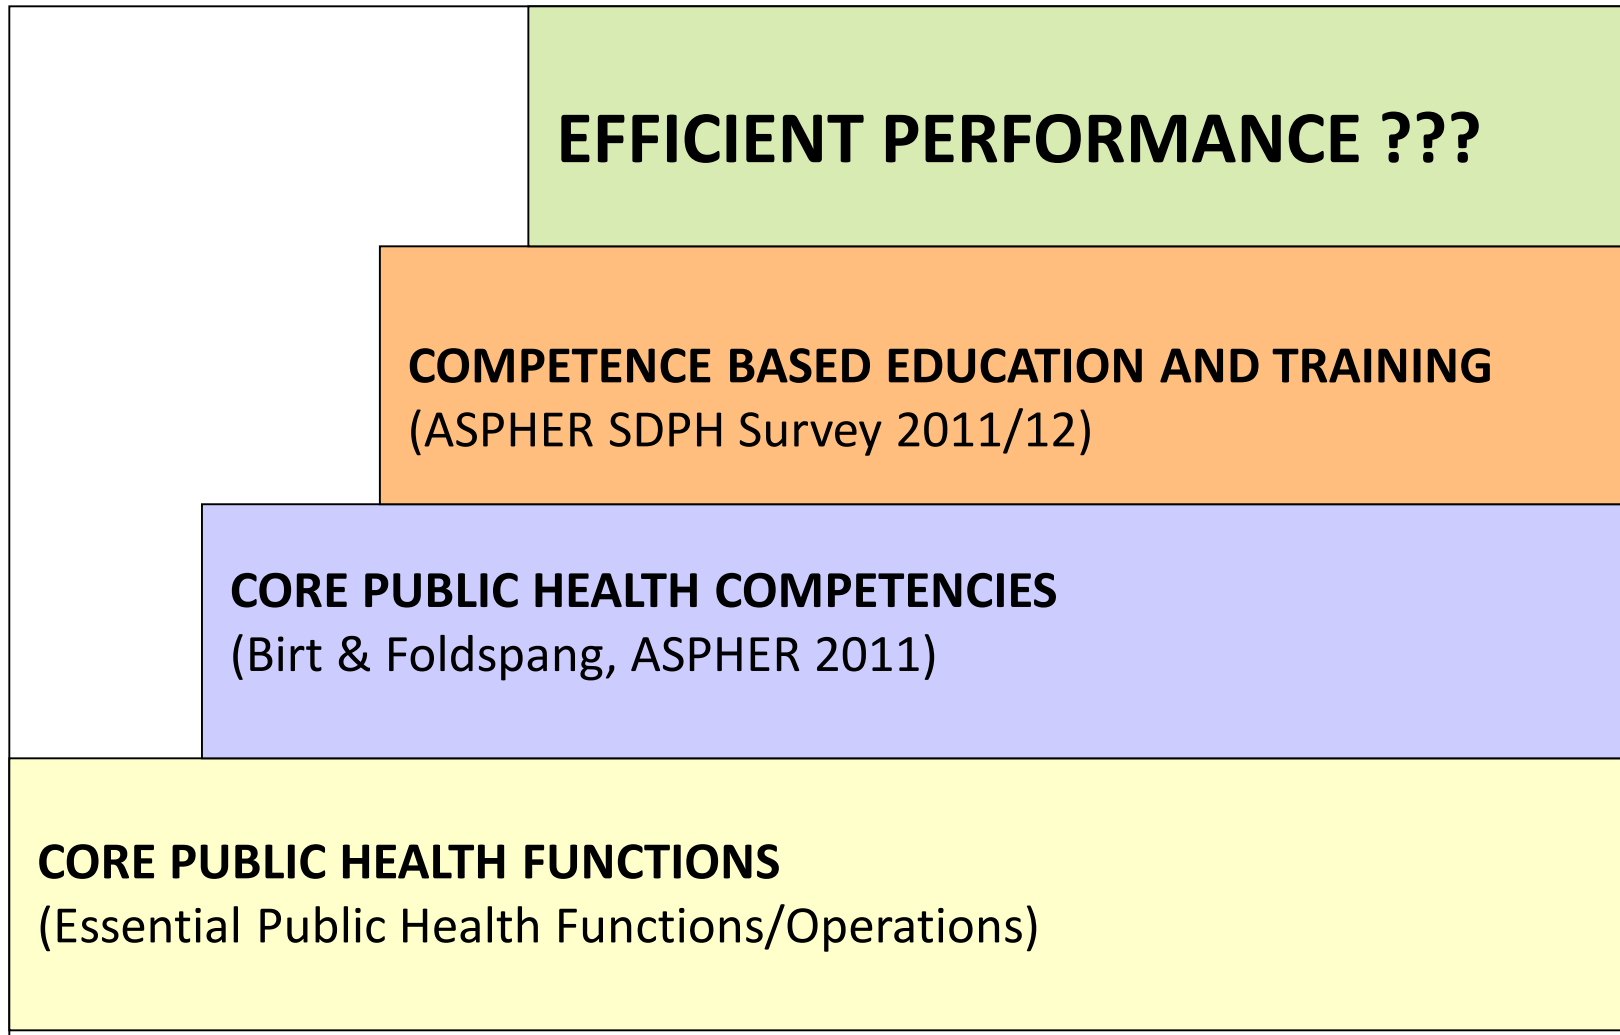 EFFICIENT PERFORMANCE ???
COMPETENCE BASED EDUCATION AND TRAINING
(ASPHER SDPH Survey 2011/12)
CORE PUBLIC HEALTH COMPETENCIES
(Birt & Foldspang, ASPHER 2011)
CORE PUBLIC HEALTH FUNCTIONS
(Essential Public Health Functions/Operations)